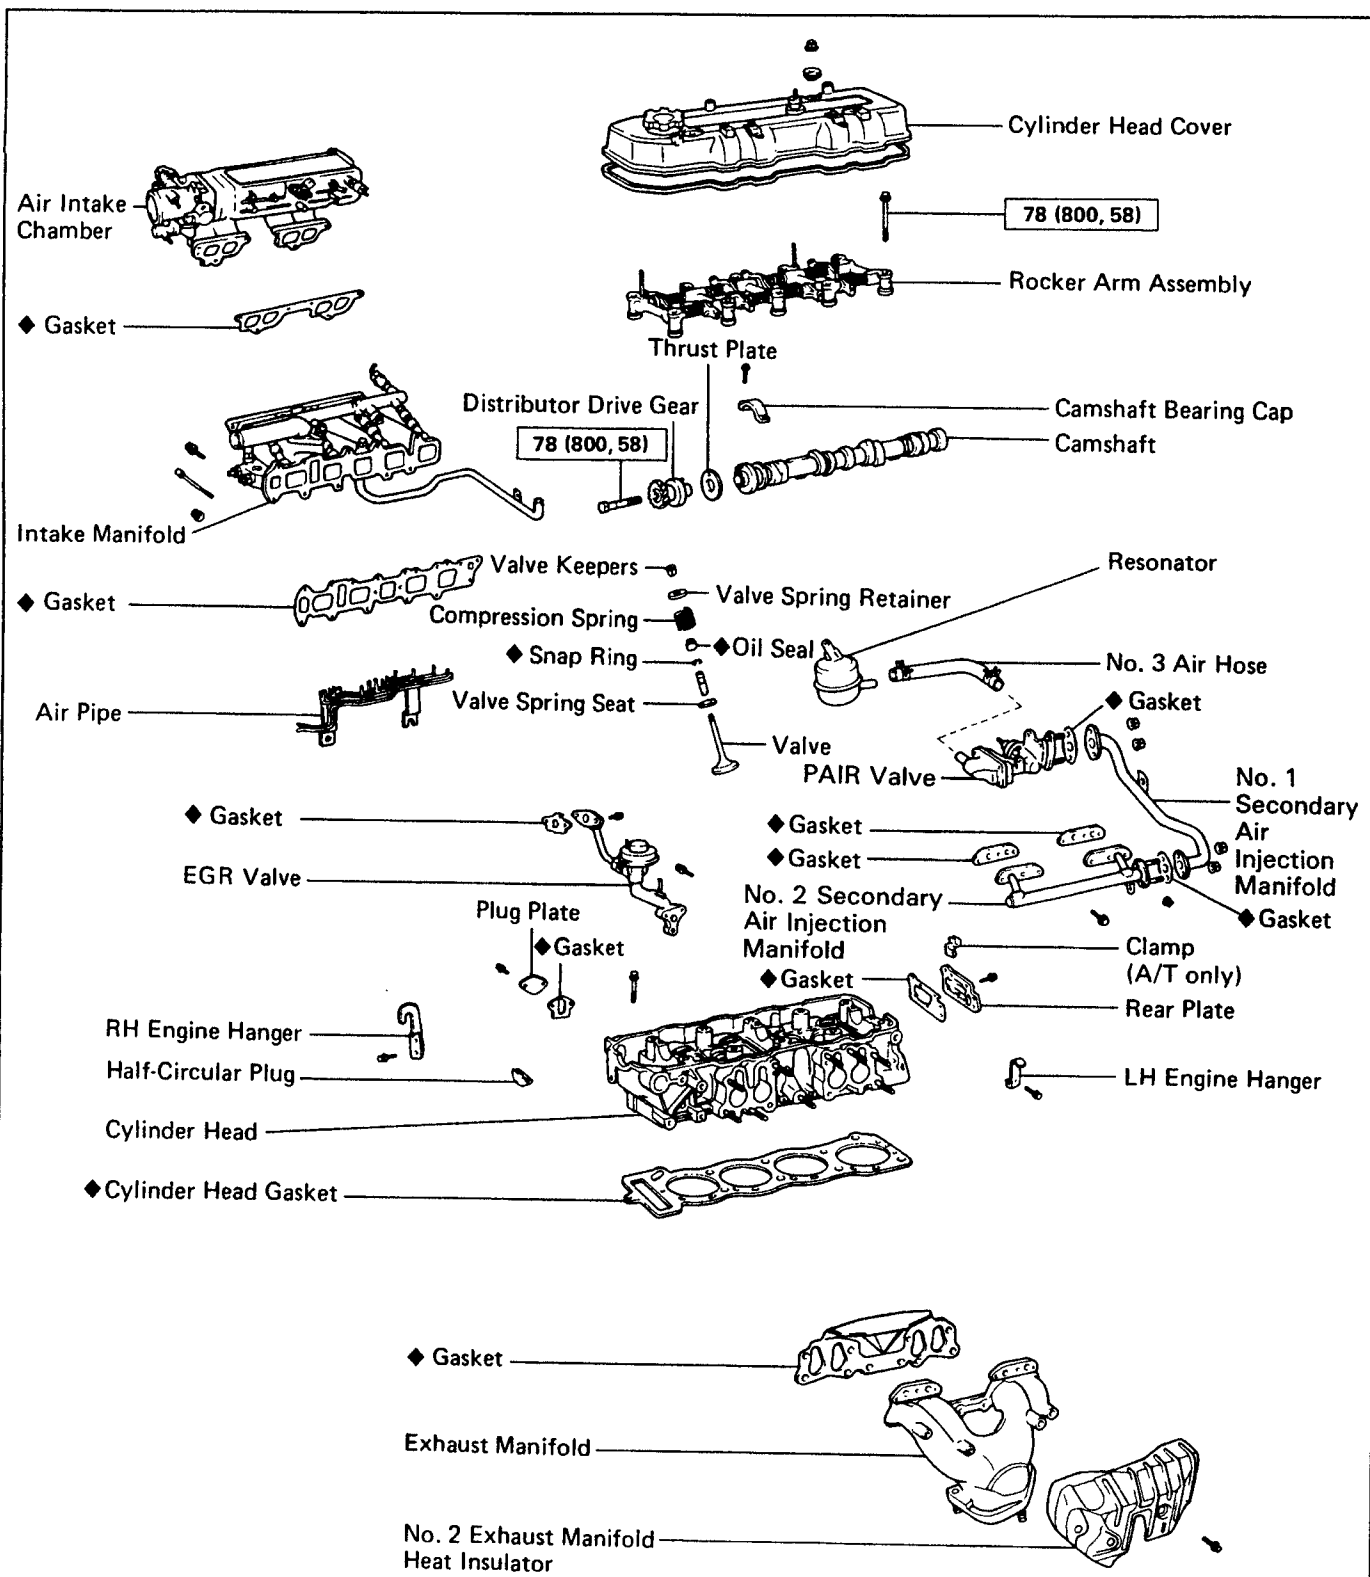 Cylinder Head Cover
Air Intake
Chamber
78 (800, 58)
Rocker Arm Assembly
◆ Gasket
Thrust Plate
Distributor Drive Gear
78 (800, 58)
Camshaft Bearing Cap
Camshaft
Intake Manifold
Valve Keepers
Resonator
◆ Gasket
Valve Spring Retainer
Compression Spring
◆ Oil Seal
◆ Snap Ring
No. 3 Air Hose
Valve Spring Seat
◆ Gasket
Air Pipe
Valve
PAIR Valve
No. 1
Secondary
Air
Injection
Manifold
◆ Gasket
◆ Gasket
◆ Gasket
EGR Valve
No. 2 Secondary
Air Injection
Manifold
Plug Plate
◆ Gasket
◆ Gasket
Clamp
(A/T only)
◆ Gasket
Rear Plate
RH Engine Hanger
Half-Circular Plug
LH Engine Hanger
Cylinder Head
◆ Cylinder Head Gasket
◆ Gasket
Exhaust Manifold
No. 2 Exhaust Manifold
Heat Insulator